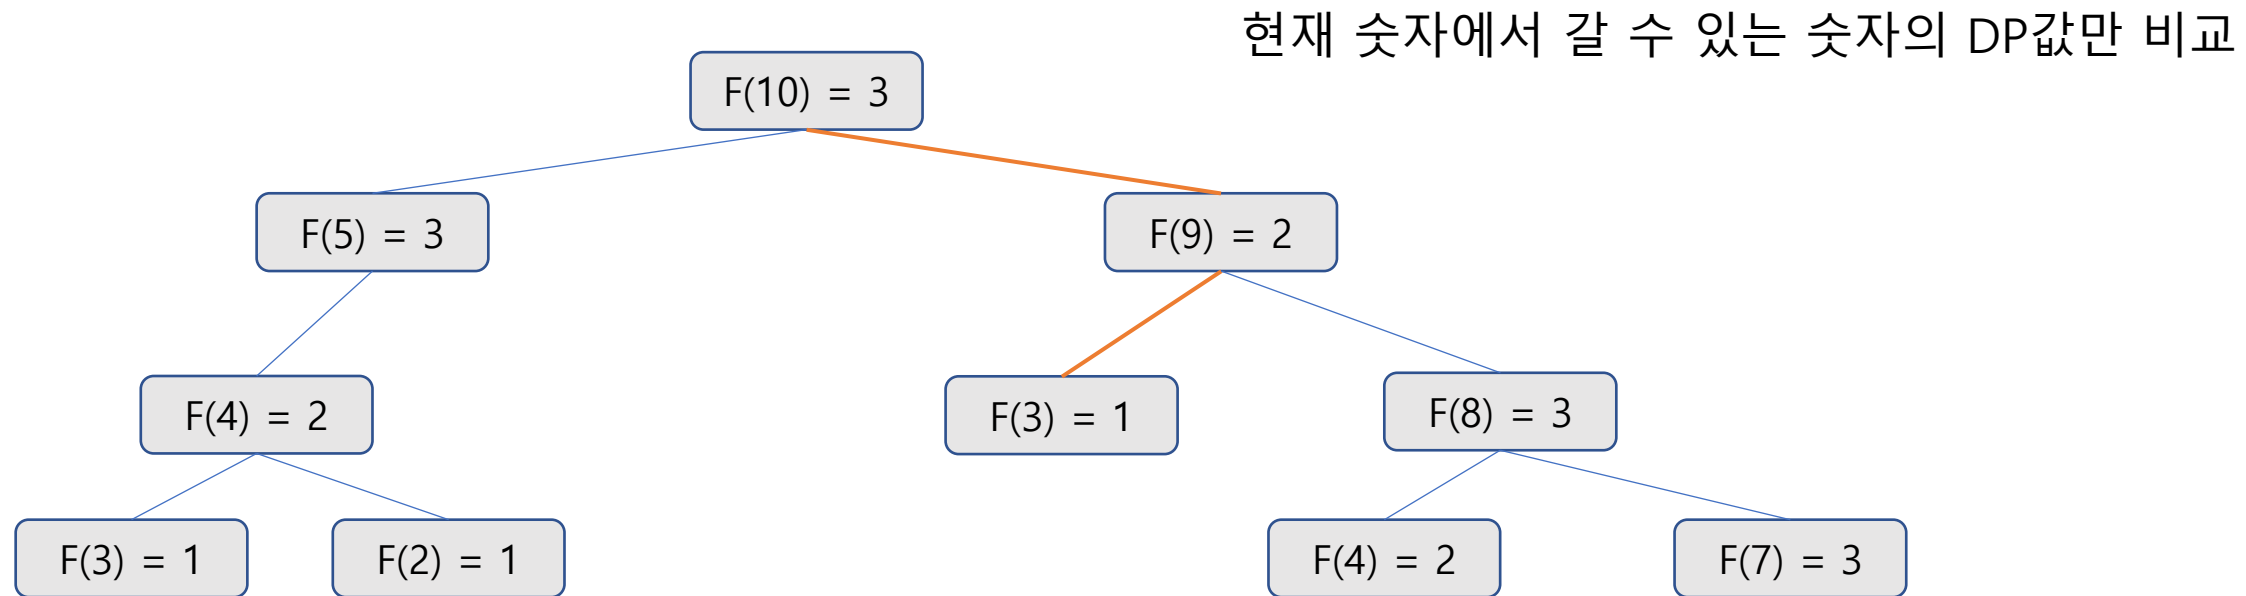 현재 숫자에서 갈 수 있는 숫자의 DP값만 비교
F(10) = 3
F(5) = 3
F(9) = 2
F(4) = 2
F(3) = 1
F(8) = 3
F(3) = 1
F(2) = 1
F(4) = 2
F(7) = 3